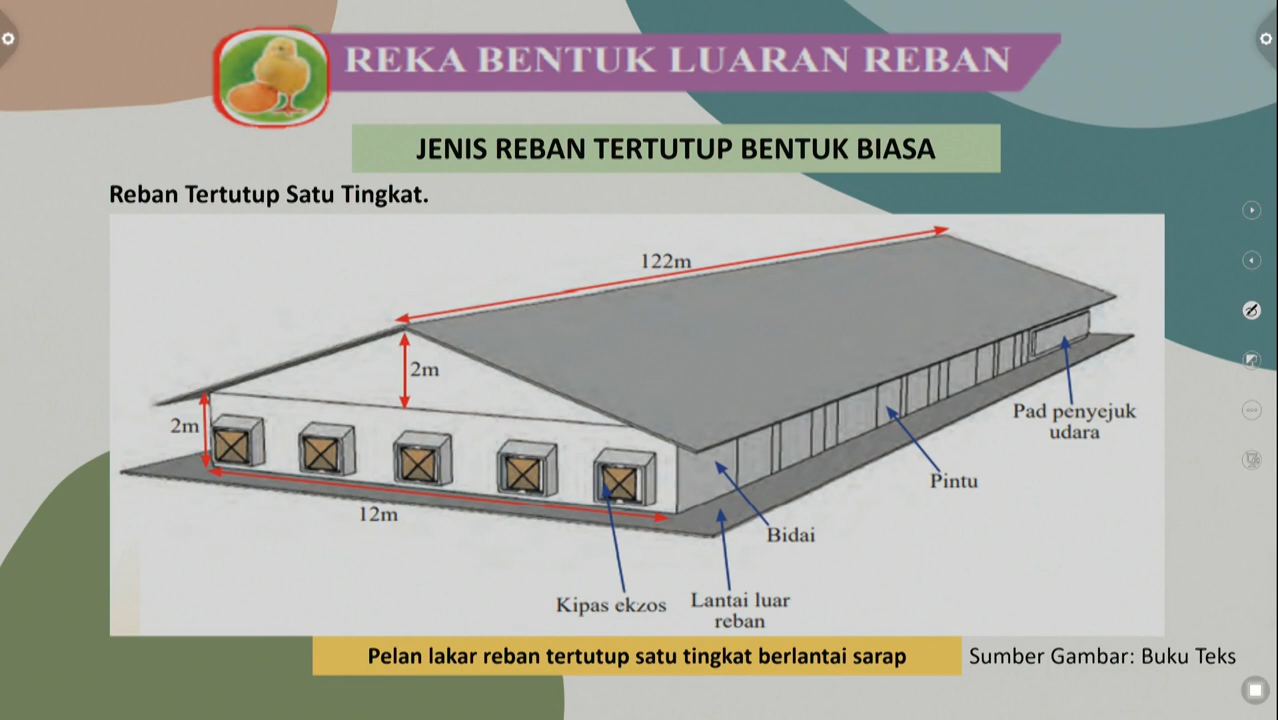 REKA BENTUK LUARAN REBAN
JENIS REBAN TERTUTUP BENTUK BIASA
Reban Tertutup Satu Tingkat.
122m
2m
2m
12m
Pad penyejuk
udara
Pintu
Bidai
Kipas ekzos
Lantai luar
reban
Pelan lakar reban tertutup satu tingkat berlantai sarap
Sumber Gambar: Buku Teks